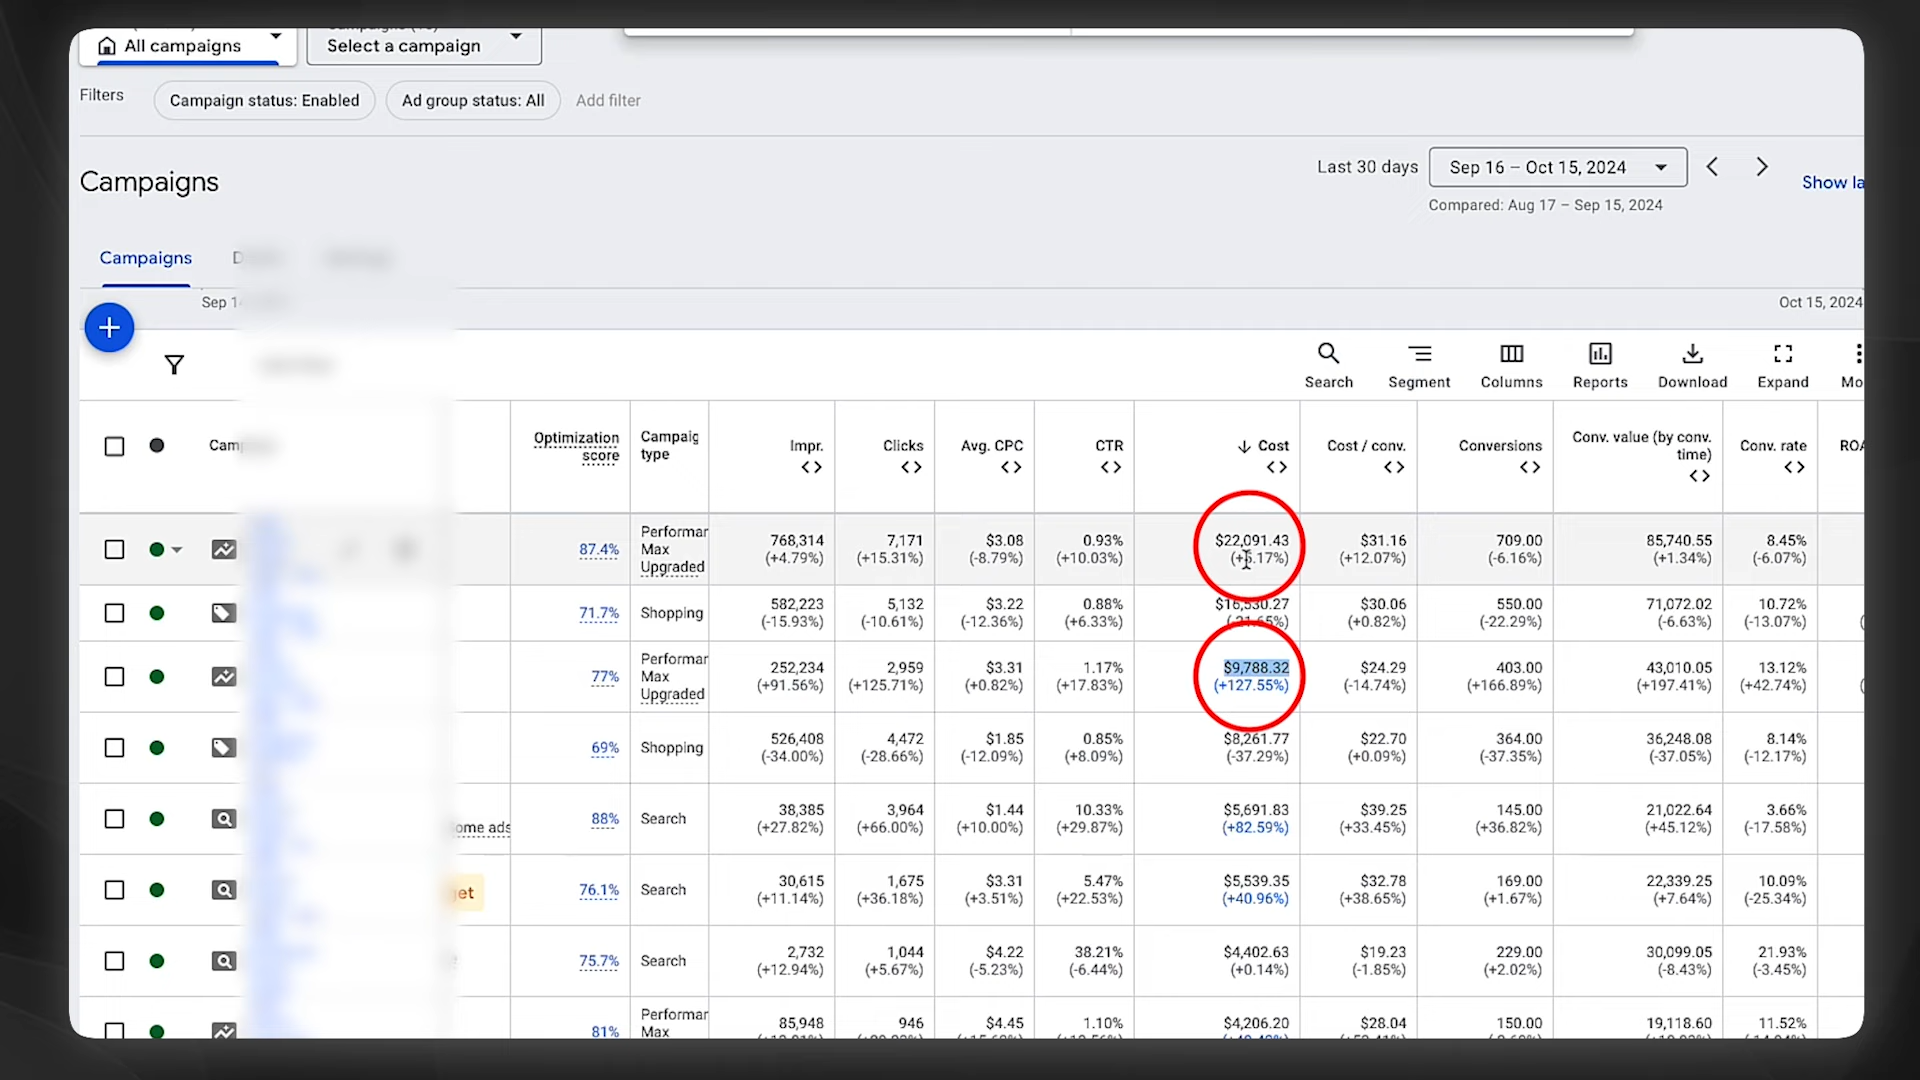 All campaigns
Select a campaign
Filters
Campaign status: Enabled
Ad group status: All
Add filter
Campaigns
Last 30 days
Sep 16 – Oct 15, 2024
Show la
Compared: Aug 17 – Sep 15, 2024
Campaigns
D
Sep 1
Oct 15, 2024
Search
Segment
Columns
Reports
Download
Expand
Mo
Optimization score
Campaig type
Impr.
Clicks
Avg. CPC
CTR
Cost
Cost / conv.
Conversions
Conv. value (by conv. time)
Conv. rate
ROA
87.4%
Performar Max Upgraded
768,314 (+4.79%)
7,171 (+15.31%)
$3.08 (-8.79%)
0.93% (+10.03%)
$22,091.43
$31.16 (+12.07%)
709.00 (-6.16%)
85,740.55 (+1.34%)
8.45% (-6.07%)
71.7%
Shopping
582,223 (-15.93%)
5,132 (-10.61%)
$3.22 (-12.36%)
0.88% (+6.33%)
$16,530.27 (-21.65%)
$30.06 (+0.82%)
550.00 (-22.29%)
71,072.02 (-6.63%)
10.72% (-13.07%)
77%
Performar Max Upgraded
252,234 (+91.56%)
2,959 (+125.71%)
$3.31 (+0.82%)
1.17% (+17.83%)
$9,788.32 (+127.55%)
$24.29 (-14.74%)
403.00 (+166.89%)
43,010.05 (+197.41%)
13.12% (+42.74%)
69%
Shopping
526,408 (-34.00%)
4,472 (-28.66%)
$1.85 (-12.09%)
0.85% (+8.09%)
$8,261.77 (-37.29%)
$22.70 (+0.09%)
364.00 (-37.35%)
36,248.08 (-37.05%)
8.14% (-12.17%)
ome ads
88%
Search
38,385 (+27.82%)
3,964 (+66.00%)
$1.44 (+10.00%)
10.33% (+29.87%)
$5,691.83 (+82.59%)
$39.25 (+33.45%)
145.00 (+36.82%)
21,022.64 (+45.12%)
3.66% (-17.58%)
get
76.1%
Search
30,615 (+11.14%)
1,675 (+36.18%)
$3.31 (+3.51%)
5.47% (+22.53%)
$5,539.35 (+40.96%)
$32.78 (+38.65%)
169.00 (+1.67%)
22,339.25 (+7.64%)
10.09% (-25.34%)
75.7%
Search
2,732 (+12.94%)
1,044 (+5.67%)
$4.22 (-5.23%)
38.21% (-6.44%)
$4,402.63 (+0.14%)
$19.23 (-1.85%)
229.00 (+2.02%)
30,099.05 (-8.43%)
21.93% (-3.45%)
81%
Performar Max
85,948
946
$4.45
1.10%
$4,206.20
$28.04
150.00
19,118.60
11.52%